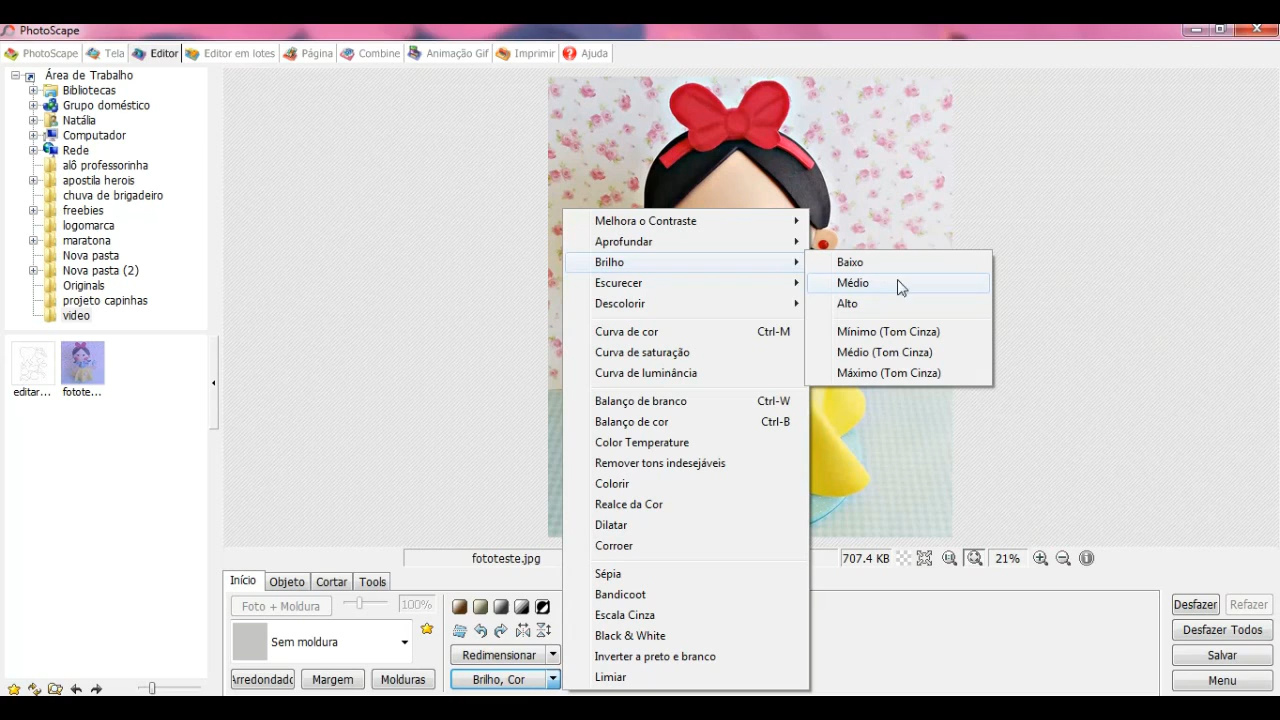 PhotoScape
PhotoScape Tela Editor Editor em lotes Página Combine Animação Gif Imprimir Ajuda
Área de Trabalho
Bibliotecas
Grupo doméstico
Natália
Computador
Rede
alô professorinha
apostila herois
chuva de brigadeiro
freebies
logomarca
maratona
Nova pasta
Nova pasta (2)
Originals
projeto capinhas
video
editar... fotote...
Melhora o Contraste
Aprofundar
Brilho
Escurecer
Descolorir
Curva de cor Ctrl-M
Curva de saturação
Curva de luminância
Balanço de branco Ctrl-W
Balanço de cor Ctrl-B
Color Temperature
Remover tons indesejáveis
Colorir
Realce da Cor
Dilatar
Corroer
Sépia
Bandicoot
Escala Cinza
Black & White
Inverter a preto e branco
Limiar
Baixo
Médio
Alto
Mínimo (Tom Cinza)
Médio (Tom Cinza)
Máximo (Tom Cinza)
fototeste.jpg 707.4 KB 21%
Início Objeto Cortar Tools
Foto + Moldura 100%
Sem moldura
Arredondado Margem Molduras
Redimensionar
Brilho, Cor
Desfazer Refazer
Desfazer Todos
Salvar
Menu